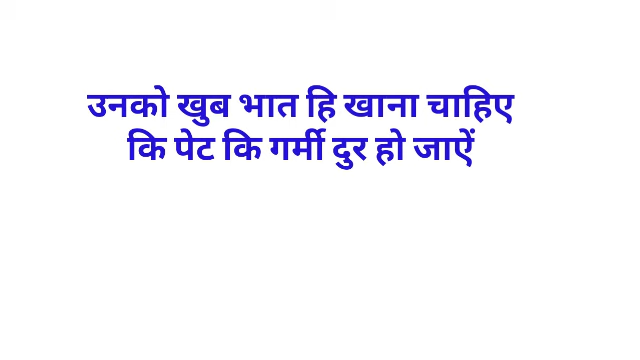 उनको खुब भात हि खाना चाहिए
कि पेट कि गर्मी दुर हो जाऐं